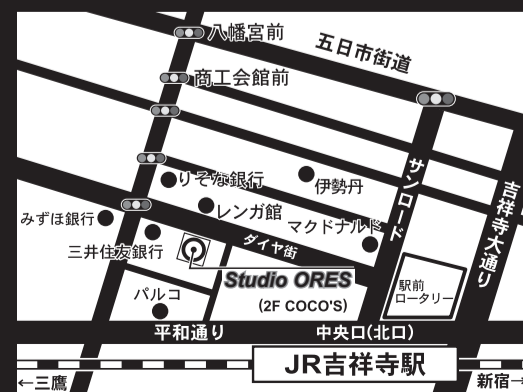 八幡宮前
五日市街道
商工会館前
サンロード
吉祥寺大通り
りそな銀行
伊勢丹
レンガ館
マクドナルド
みずほ銀行
三井住友銀行
ダイヤ街
Studio ORES
(2F COCO'S)
駅前
ロータリー
パルコ
平和通り
中央口(北口)
JR吉祥寺駅
←三鷹
新宿→